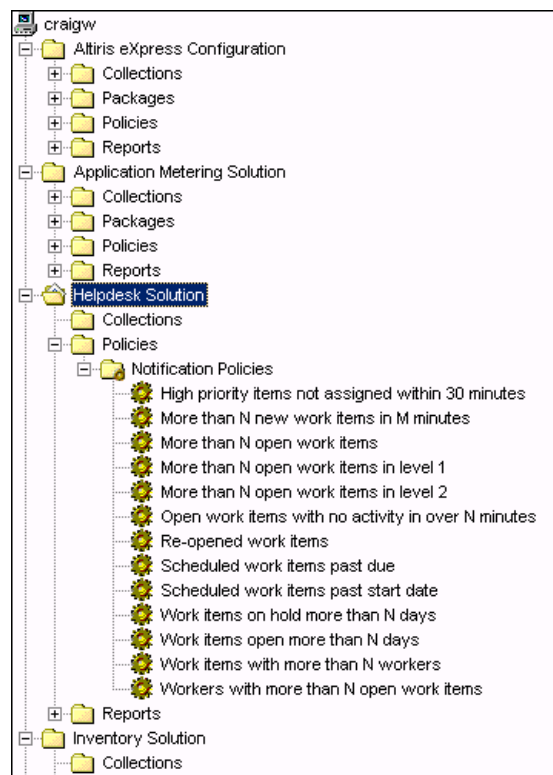 craigw
Altiris eXpress Configuration
Collections
Packages
Policies
Reports
Application Metering Solution
Collections
Packages
Policies
Reports
Helpdesk Solution
Collections
Policies
Notification Policies
High priority items not assigned within 30 minutes
More than N new work items in M minutes
More than N open work items
More than N open work items in level 1
More than N open work items in level 2
Open work items with no activity in over N minutes
Re-opened work items
Scheduled work items past due
Scheduled work items past start date
Work items on hold more than N days
Work items open more than N days
Work items with more than N workers
Workers with more than N open work items
Reports
Inventory Solution
Collections